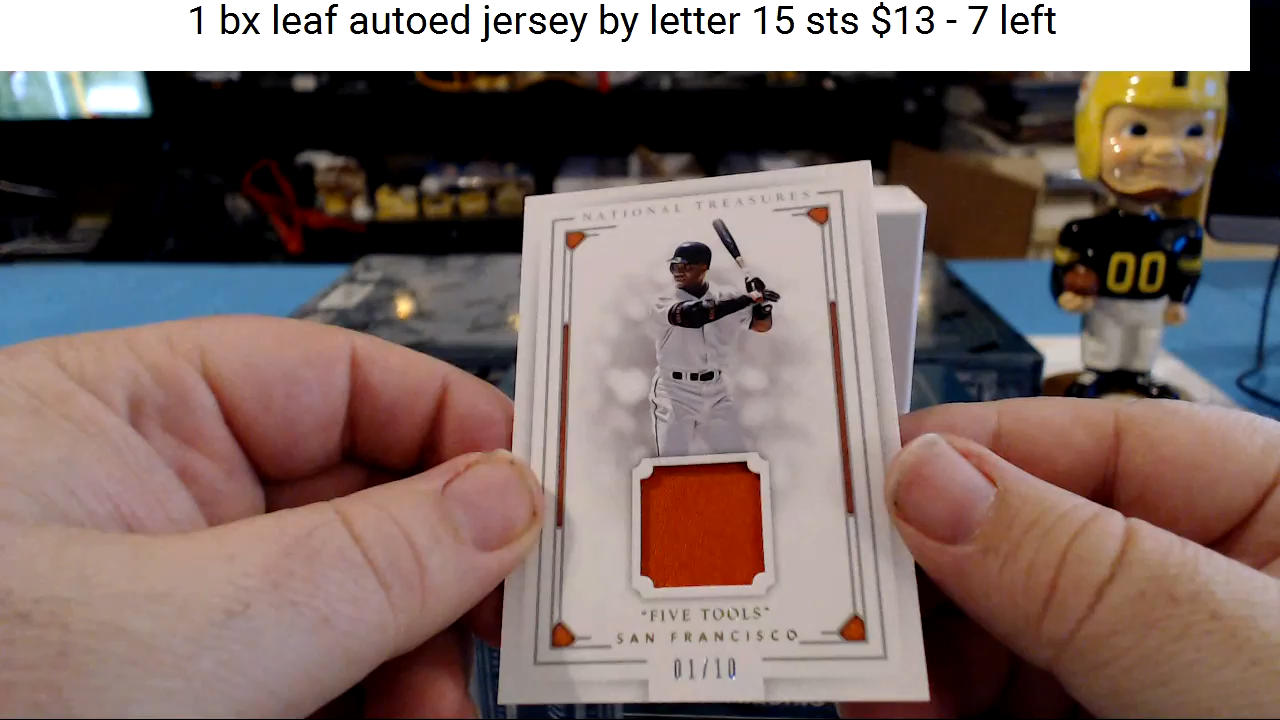 1 bx leaf autoed jersey by letter 15 sts $13 - 7 left
NATIONAL TREASURES
00
"FIVE TOOLS"
SAN FRANCISCO
01/10